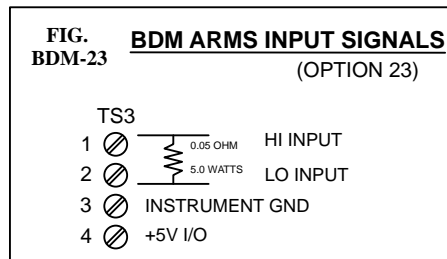 FIG. BDM ARMS INPUT SIGNALS
BDM-23 (OPTION 23)
TS3
1 0.05 OHM HI INPUT
2 5.0 WATTS LO INPUT
3 INSTRUMENT GND
4 +5V I/O